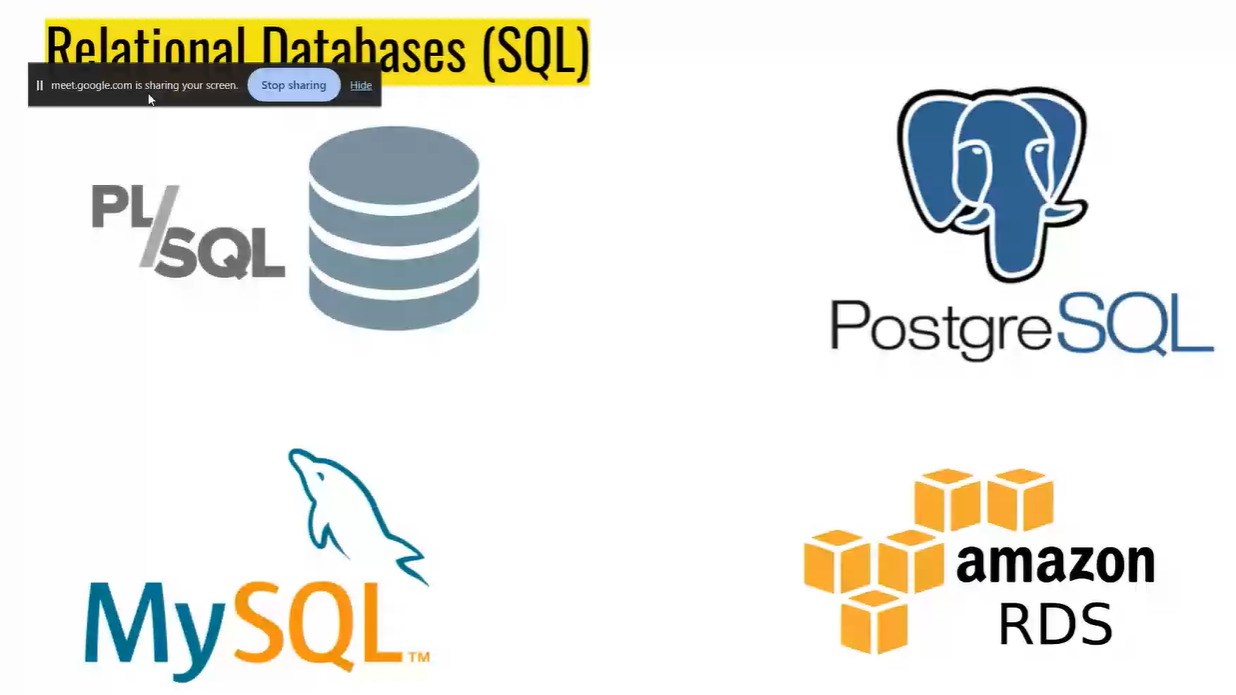 Relational Databases (SQL)
meet.google.com is sharing your screen.
Stop sharing
Hide
PL/SQL
PostgreSQL
MySQL™
amazon
RDS